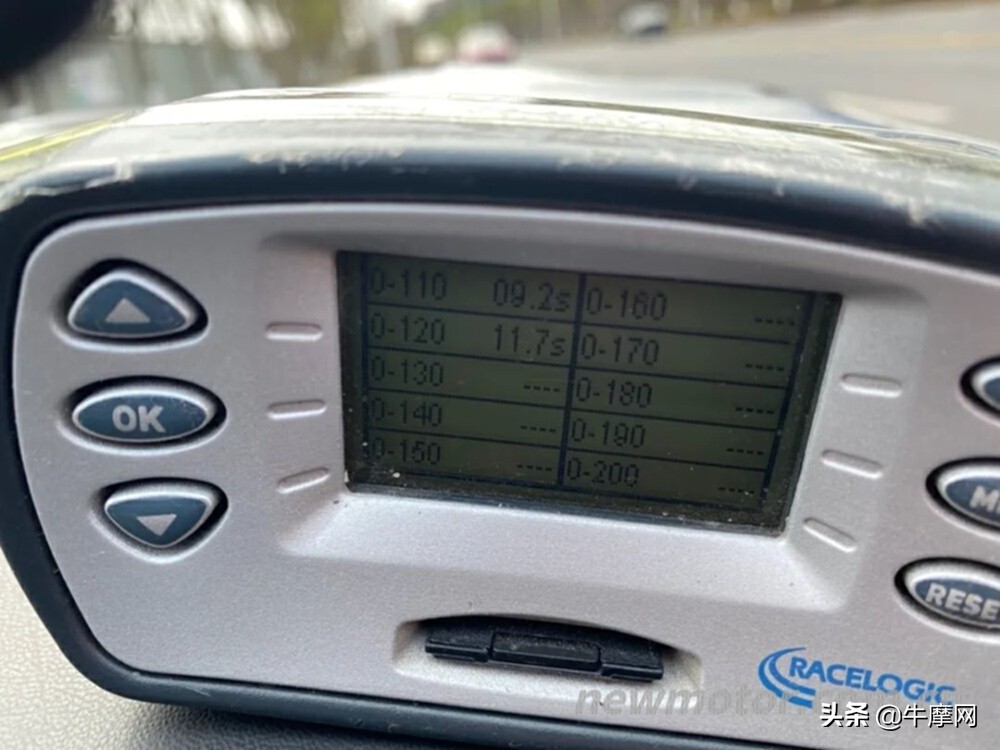 0-110 09.2s 0-160 ----
0-120 11.7s 0-170 ----
0-130 ---- 0-180 ----
0-140 ---- 0-190 ----
0-150 ---- 0-200 ----
OK
M
RESE
RACELOGIC
newmotor
头条 @牛摩网